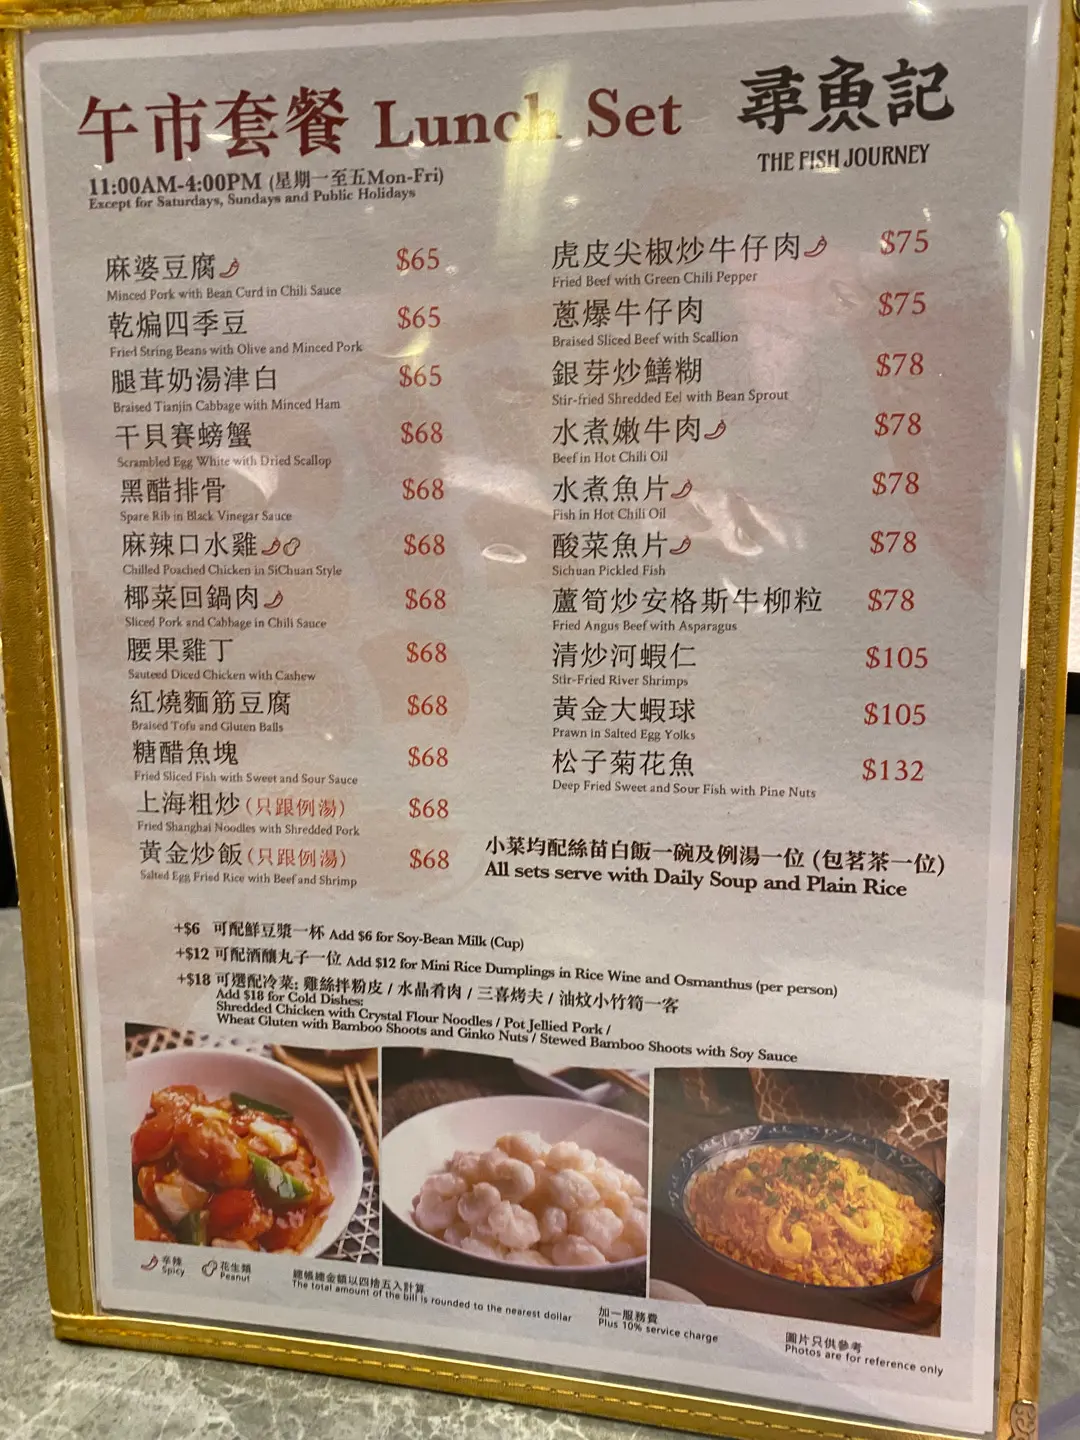 午市套餐 Lunch Set
尋魚記
THE FISH JOURNEY
11:00AM-4:00PM (星期一至五Mon-Fri)
Except for Saturdays, Sundays and Public Holidays
麻婆豆腐 $65
Minced Pork with Bean Curd in Chili Sauce
乾煸四季豆 $65
Fried String Beans with Olive and Minced Pork
腿茸奶湯津白 $65
Braised Tianjin Cabbage with Minced Ham
干貝賽螃蟹 $68
Scrambled Egg White with Dried Scallop
黑醋排骨 $68
Spare Rib in Black Vinegar Sauce
麻辣口水雞 $68
Chilled Poached Chicken in SiChuan Style
椰菜回鍋肉 $68
Sliced Pork and Cabbage in Chili Sauce
腰果雞丁 $68
Sauteed Diced Chicken with Cashew
紅燒麵筋豆腐 $68
Braised Tofu and Gluten Balls
糖醋魚塊 $68
Fried Sliced Fish with Sweet and Sour Sauce
上海粗炒(只跟例湯) $68
Fried Shanghai Noodles with Shredded Pork
黃金炒飯(只跟例湯) $68
Salted Egg Fried Rice with Beef and Shrimp
虎皮尖椒炒牛仔肉 $75
Fried Beef with Green Chili Pepper
蔥爆牛仔肉 $75
Braised Sliced Beef with Scallion
銀芽炒鱔糊 $78
Stir-fried Shredded Eel with Bean Sprout
水煮嫩牛肉 $78
Beef in Hot Chili Oil
水煮魚片 $78
Fish in Hot Chili Oil
酸菜魚片 $78
Sichuan Pickled Fish
蘆筍炒安格斯牛柳粒 $78
Fried Angus Beef with Asparagus
清炒河蝦仁 $105
Stir-Fried River Shrimps
黃金大蝦球 $105
Prawn in Salted Egg Yolks
松子菊花魚 $132
Deep Fried Sweet and Sour Fish with Pine Nuts
小菜均配絲苗白飯一碗及例湯一位 (包茗茶一位)
All sets serve with Daily Soup and Plain Rice
+$6 可配鮮豆漿一杯 Add $6 for Soy-Bean Milk (Cup)
+$12 可配酒釀丸子一位 Add $12 for Mini Rice Dumplings in Rice Wine and Osmanthus (per person)
+$18 可選配冷菜: 雞絲拌粉皮 / 水晶肴肉 / 三喜烤夫 / 油炆小竹筍一客
Add $18 for Cold Dishes:
Shredded Chicken with Crystal Flour Noodles / Pot Jellied Pork /
Wheat Gluten with Bamboo Shoots and Ginko Nuts / Stewed Bamboo Shoots with Soy Sauce
辛辣
Spicy
花生類
Peanut
總帳總金額以四捨五入計算
The total amount of the bill is rounded to the nearest dollar
加一服務費
Plus 10% service charge
圖片只供參考
Photos are for reference only